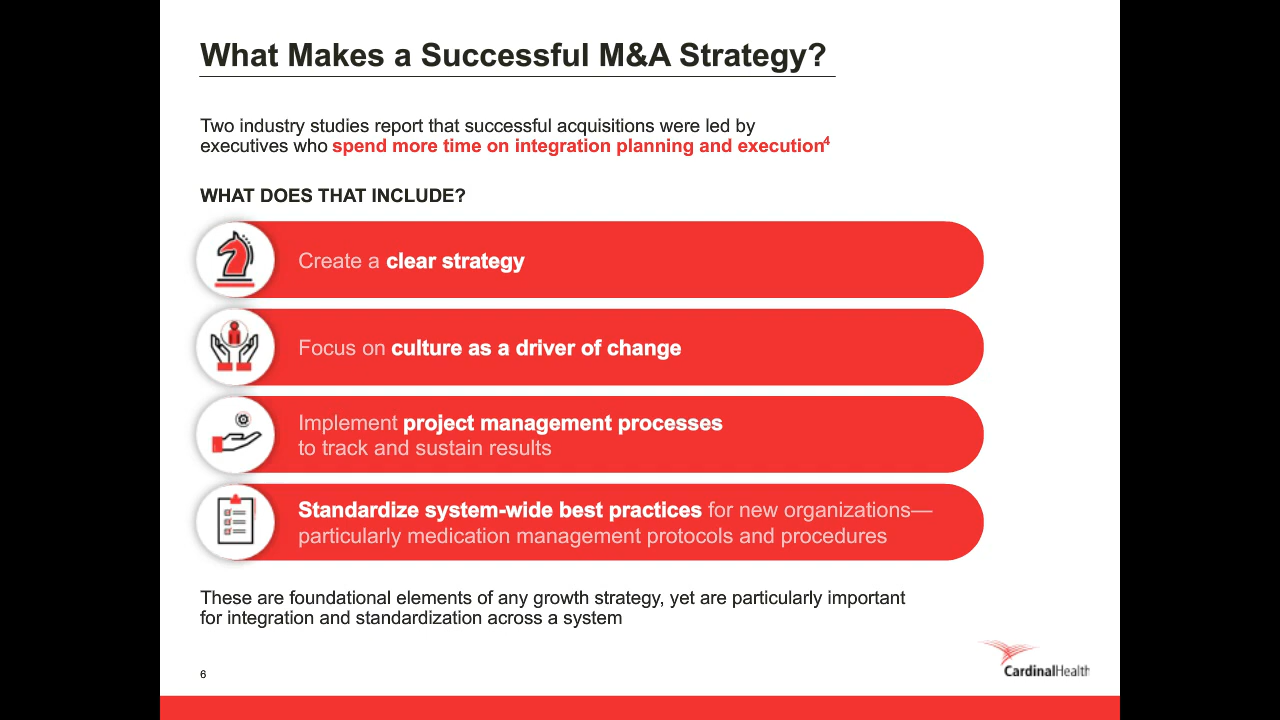 What Makes a Successful M&A Strategy?
Two industry studies report that successful acquisitions were led by
executives who spend more time on integration planning and execution4
WHAT DOES THAT INCLUDE?
Create a clear strategy
Focus on culture as a driver of change
Implement project management processes
to track and sustain results
Standardize system-wide best practices for new organizations—
particularly medication management protocols and procedures
These are foundational elements of any growth strategy, yet are particularly important
for integration and standardization across a system
6
CardinalHealth